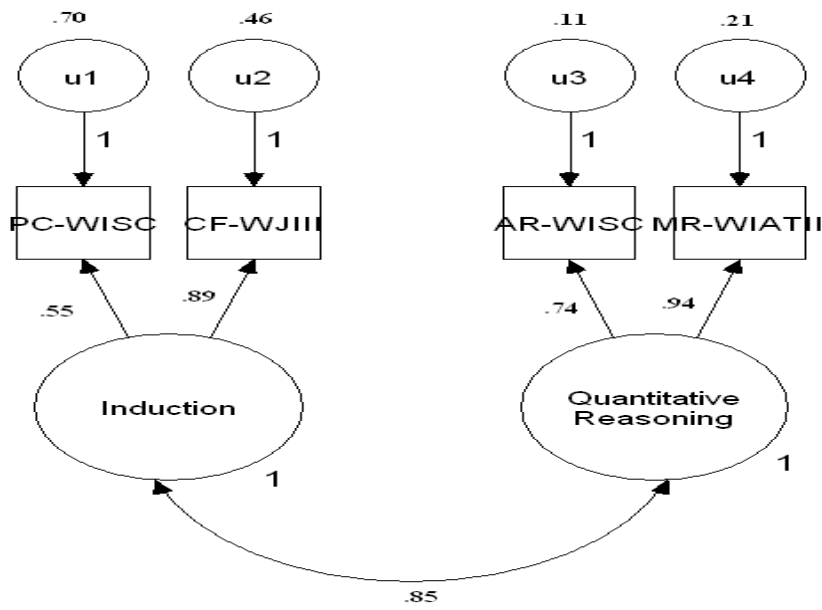 .70 .46 .11 .21
u1 u2 u3 u4
1 1 1 1
PC-WISC CF-WJIII AR-WISC MR-WIATII
.55 .89 .74 .94
Induction
Quantitative
Reasoning
1 1
.85